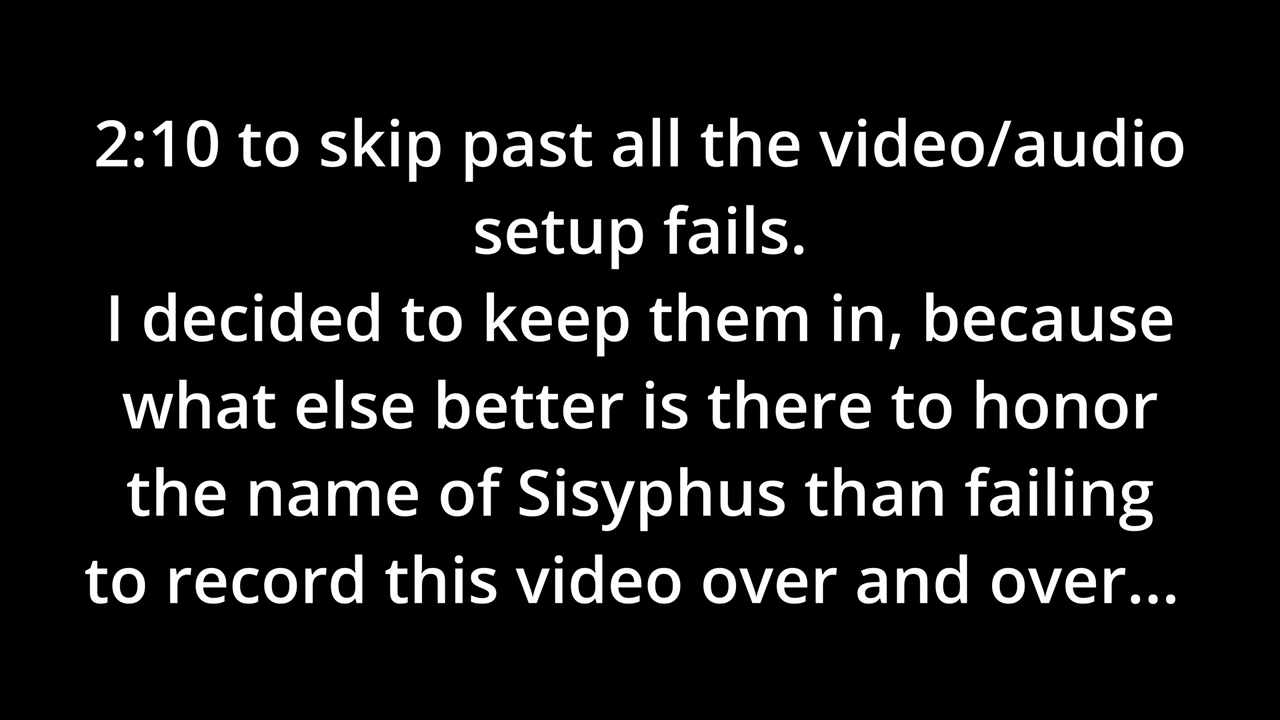 2:10 to skip past all the video/audio
setup fails.
I decided to keep them in, because
what else better is there to honor
the name of Sisyphus than failing
to record this video over and over...